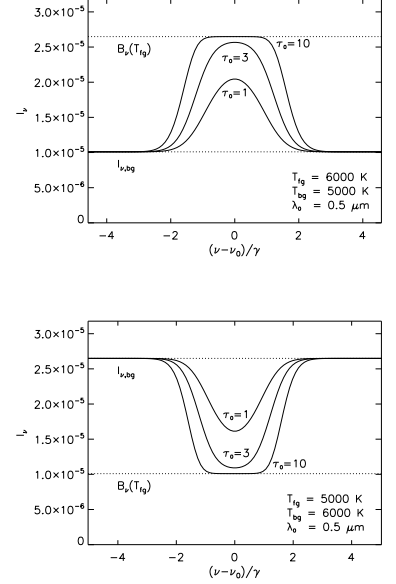 3.0×10⁻⁵
2.5×10⁻⁵
2.0×10⁻⁵
1.5×10⁻⁵
1.0×10⁻⁵
5.0×10⁻⁶
0
I_ν
B_ν(T_fg)
τ₀=10
τ₀=3
τ₀=1
I_ν,bg
T_fg = 6000 K
T_bg = 5000 K
λ₀ = 0.5 μm
-4 -2 0 2 4
(ν-ν₀)/γ
3.0×10⁻⁵
2.5×10⁻⁵
2.0×10⁻⁵
1.5×10⁻⁵
1.0×10⁻⁵
5.0×10⁻⁶
0
I_ν
I_ν,bg
τ₀=1
τ₀=3
τ₀=10
B_ν(T_fg)
T_fg = 5000 K
T_bg = 6000 K
λ₀ = 0.5 μm
-4 -2 0 2 4
(ν-ν₀)/γ